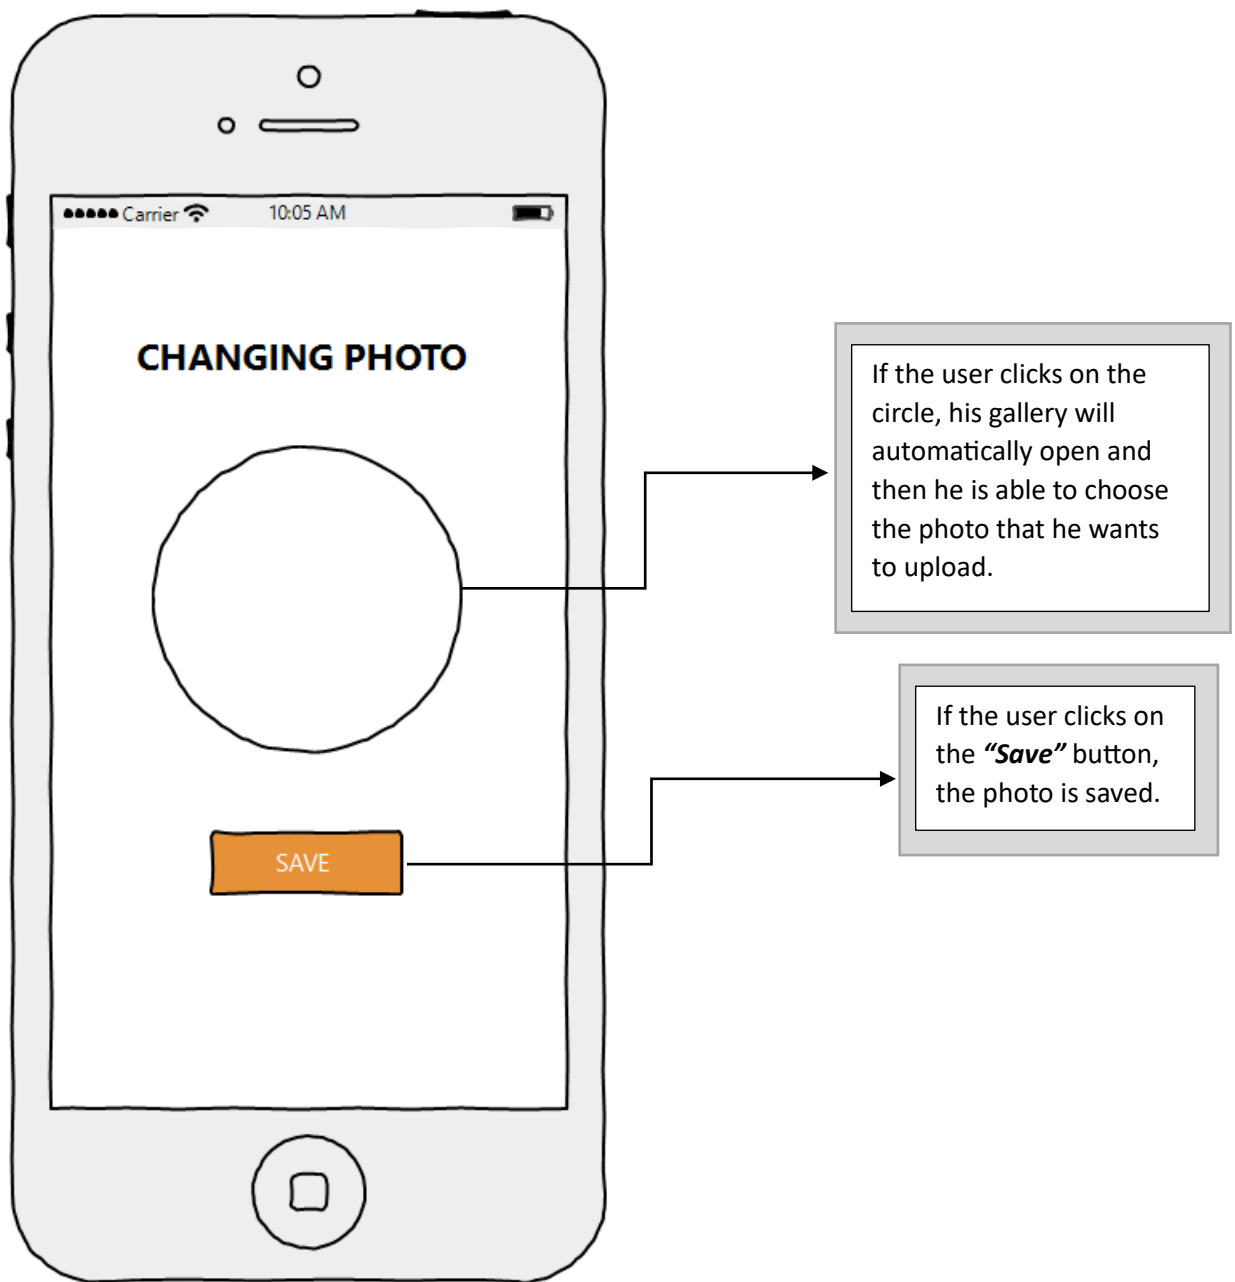 Carrier 10:05 AM
CHANGING PHOTO
SAVE
If the user clicks on the
circle, his gallery will
automatically open and
then he is able to choose
the photo that he wants
to upload.
If the user clicks on
the “Save” button,
the photo is saved.